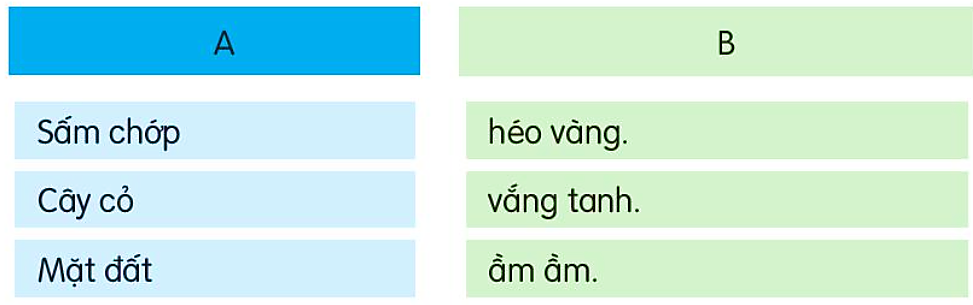 A B
Sấm chớp héo vàng.
Cây cỏ vắng tanh.
Mặt đất ầm ầm.